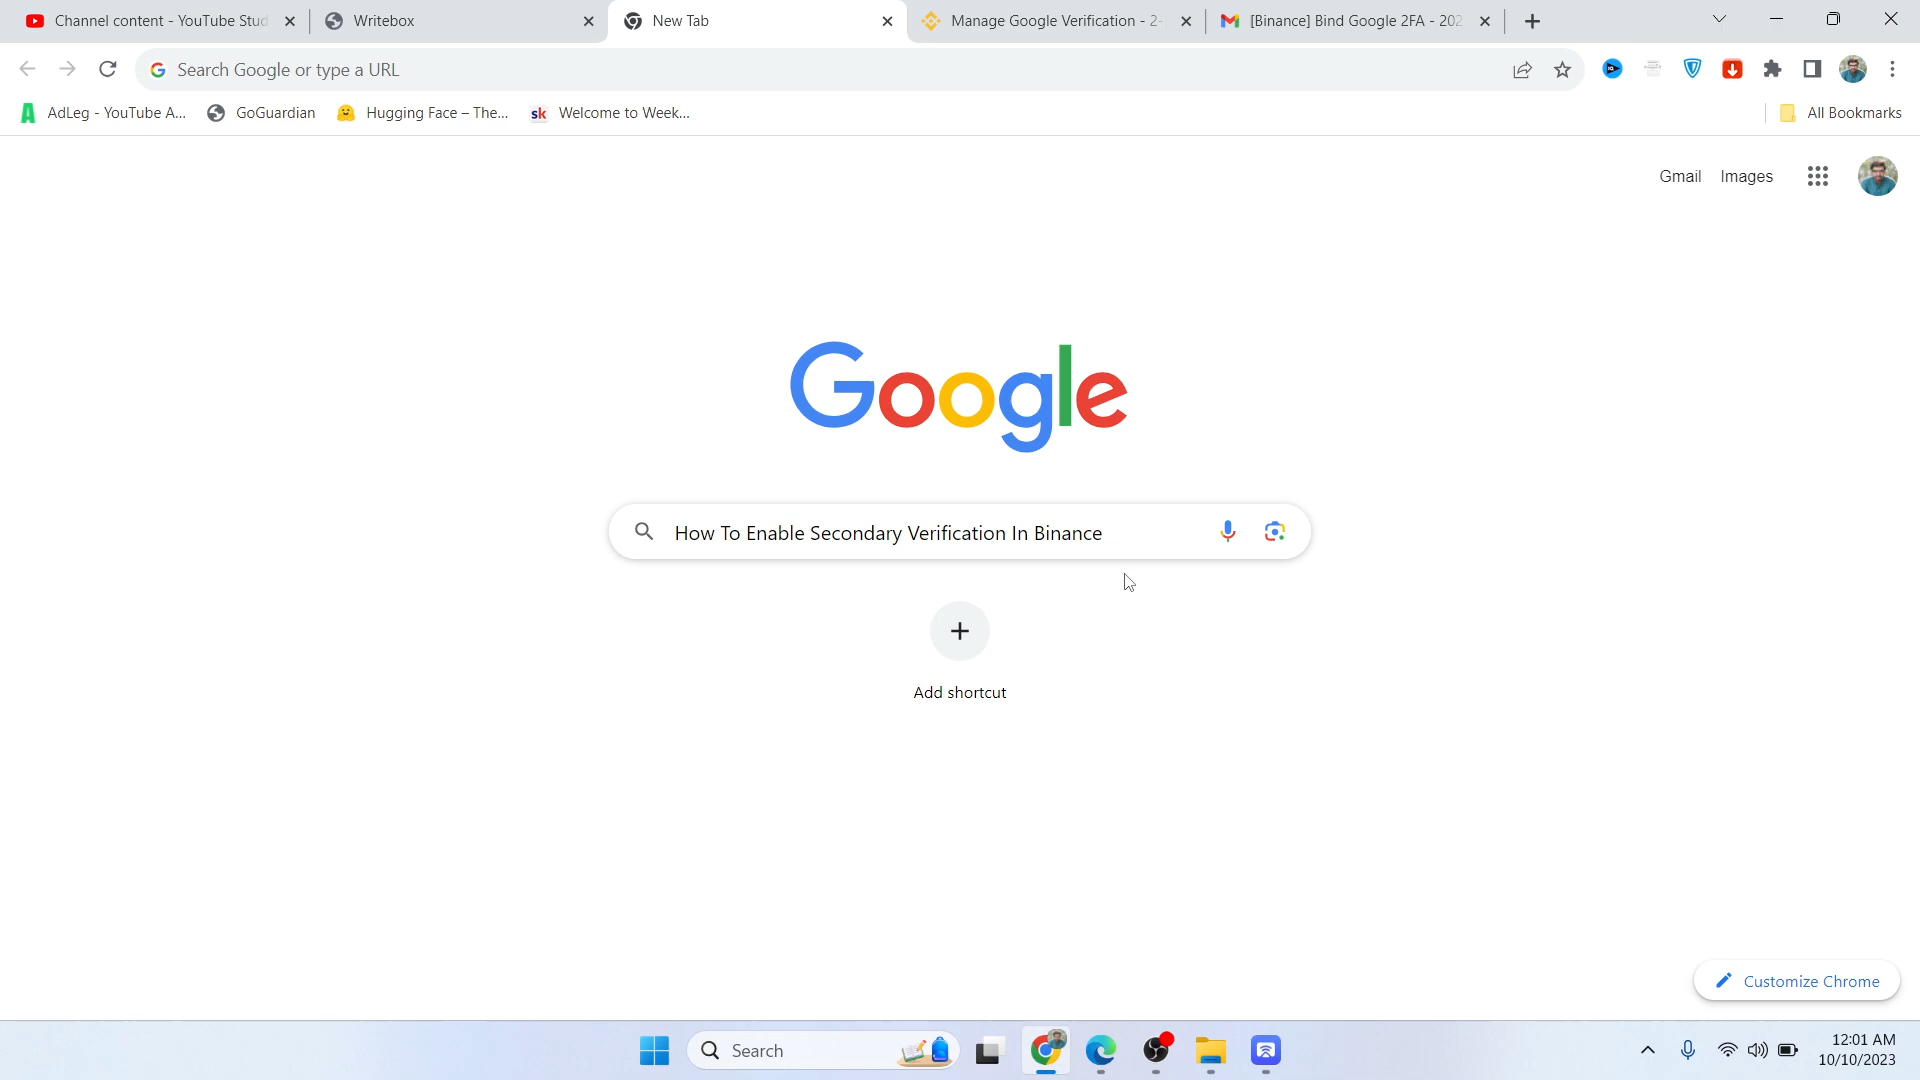 Channel content - YouTube Stud
Writebox
New Tab
Manage Google Verification - 2-
[Binance] Bind Google 2FA - 202
Search Google or type a URL
AdLeg - YouTube A...
GoGuardian
Hugging Face – The...
sk Welcome to Week...
All Bookmarks
Gmail
Images
Google
How To Enable Secondary Verification In Binance
Add shortcut
Customize Chrome
Search
12:01 AM
10/10/2023